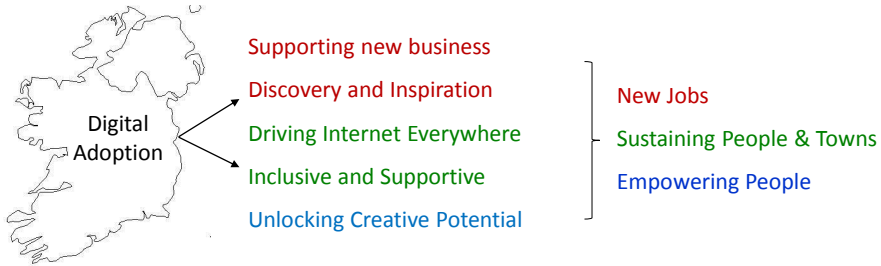 Digital
Adoption
Supporting new business
Discovery and Inspiration
Driving Internet Everywhere
Inclusive and Supportive
Unlocking Creative Potential
New Jobs
Sustaining People & Towns
Empowering People